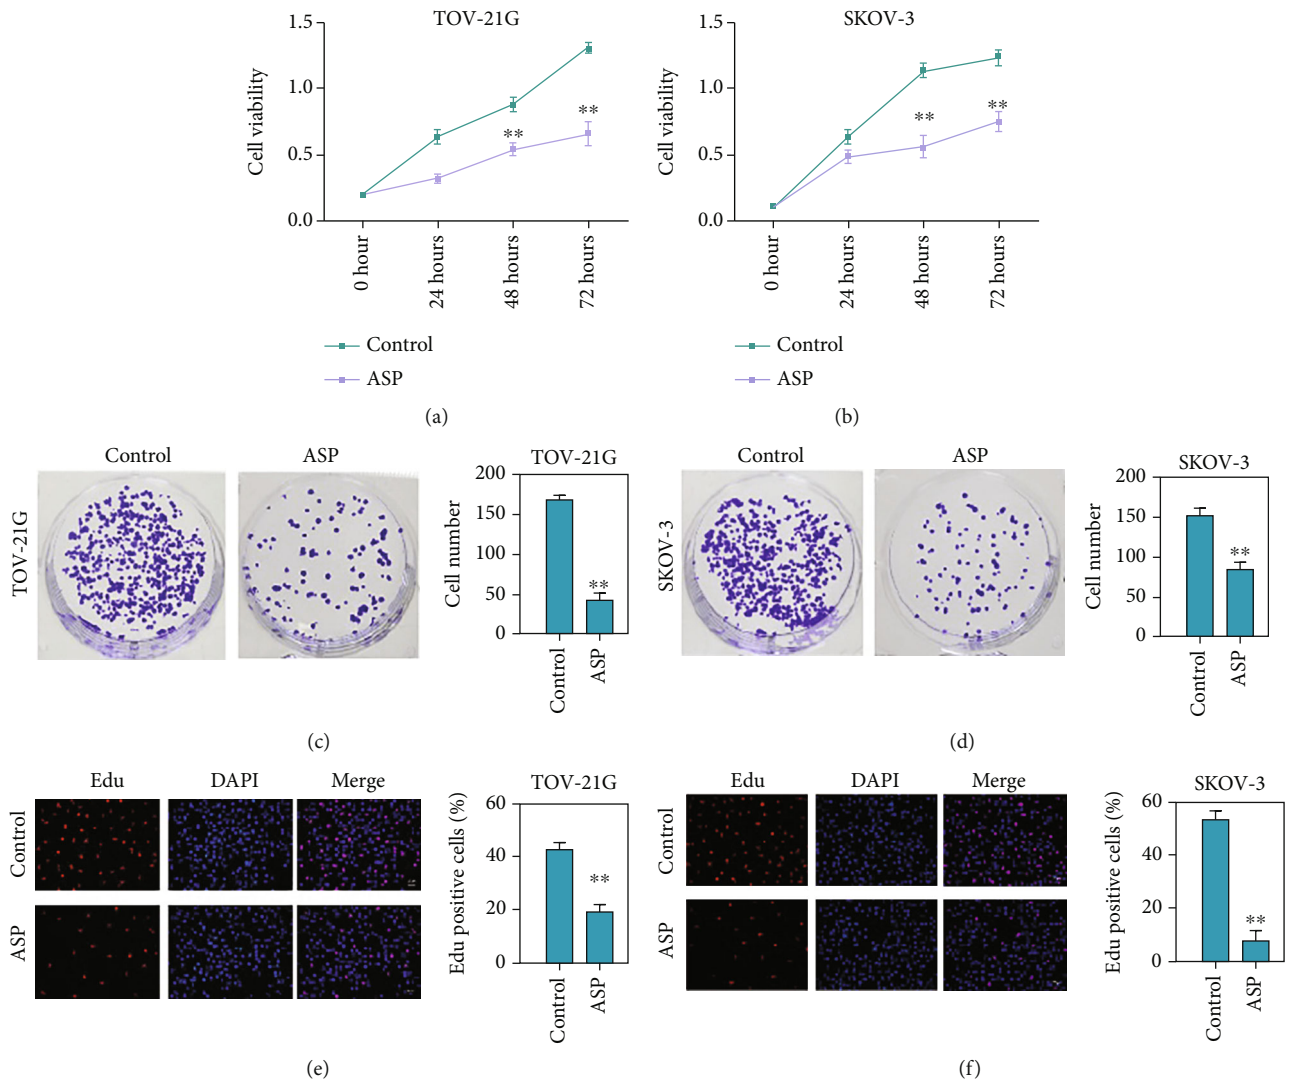 TOV-21G
1.5
1.0
0.5
0.0
Cell viability
**
**
0 hour
24 hours
48 hours
72 hours
Control
ASP
(a)
SKOV-3
1.5
1.0
0.5
0.0
Cell viability
**
**
0 hour
24 hours
48 hours
72 hours
Control
ASP
(b)
Control
ASP
TOV-21G
TOV-21G
200
150
100
50
0
Cell number
**
Control
ASP
(c)
Control
ASP
SKOV-3
SKOV-3
200
150
100
50
0
Cell number
**
Control
ASP
(d)
Edu
DAPI
Merge
Control
ASP
TOV-21G
60
40
20
0
Edu positive cells (%)
**
Control
ASP
(e)
Edu
DAPI
Merge
Control
ASP
SKOV-3
60
40
20
0
Edu positive cells (%)
**
Control
ASP
(f)